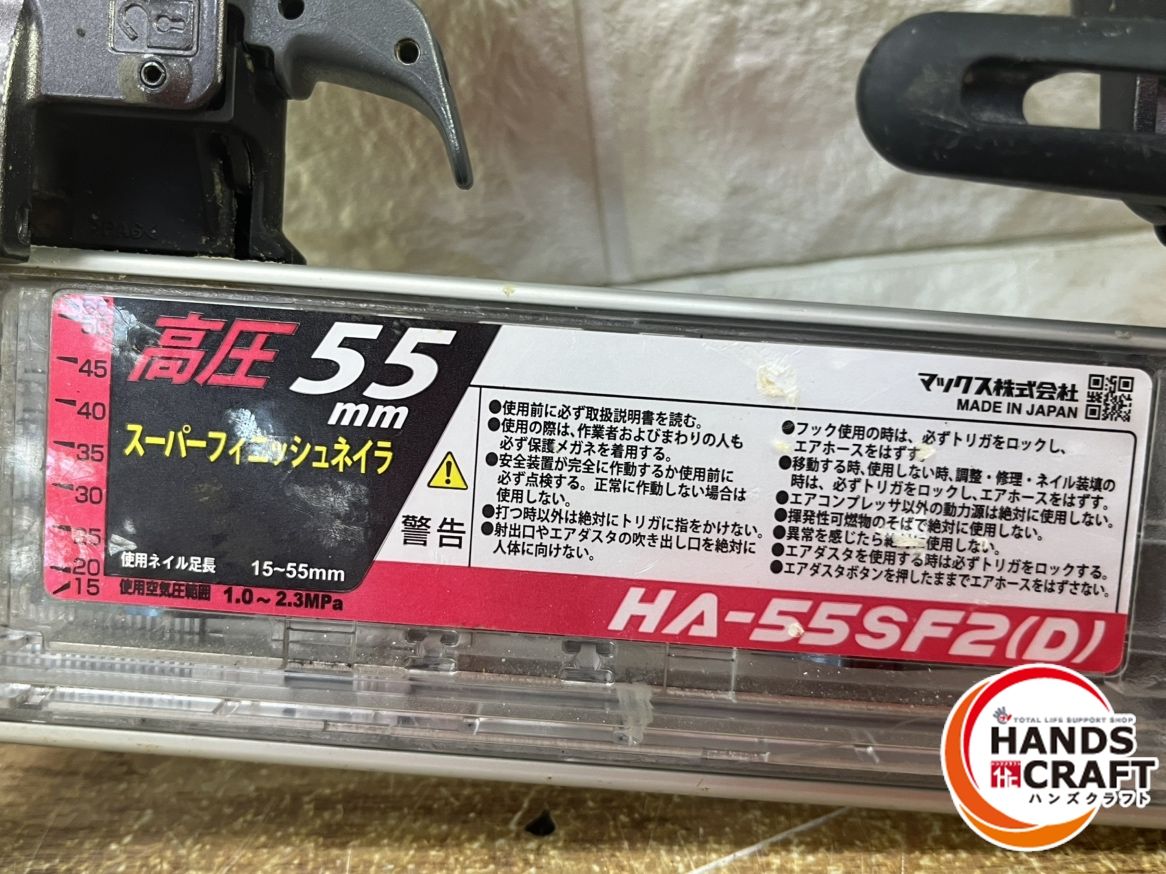 高圧 55
mm
スーパーフィニッシュネイラ
使用ネイル足長 15~55mm
使用空気圧範囲 1.0～2.3MPa
45
40
35
30
25
20
15
警告
●使用前に必ず取扱説明書を読む。
●使用の際は、作業者およびまわりの人も
必ず保護メガネを着用する。
●安全装置が完全に作動するか使用前に
必ず点検する。正常に作動しない場合は
使用しない。
●打つ時以外は絶対にトリガに指をかけない。
●射出口やエアダスタの吹き出し口を絶対に
人体に向けない。
マックス株式会社
MADE IN JAPAN
●フック使用の時は、必ずトリガをロックし、
エアホースをはずす。
●移動する時、使用しない時、調整・修理・ネイル装填の
時は、必ずトリガをロックし、エアホースをはずす。
●エアコンプレッサ以外の動力源は絶対に使用しない。
●揮発性可燃物のそばで絶対に使用しない。
●異常を感じたら絶対に使用しない。
●エアダスタを使用する時は必ずトリガをロックする。
●エアダスタボタンを押したままでエアホースをはずさない。
HA-55SF2(D)
TOTAL LIFE SUPPORT SHOP
HANDS
CRAFT
ハンズクラフト